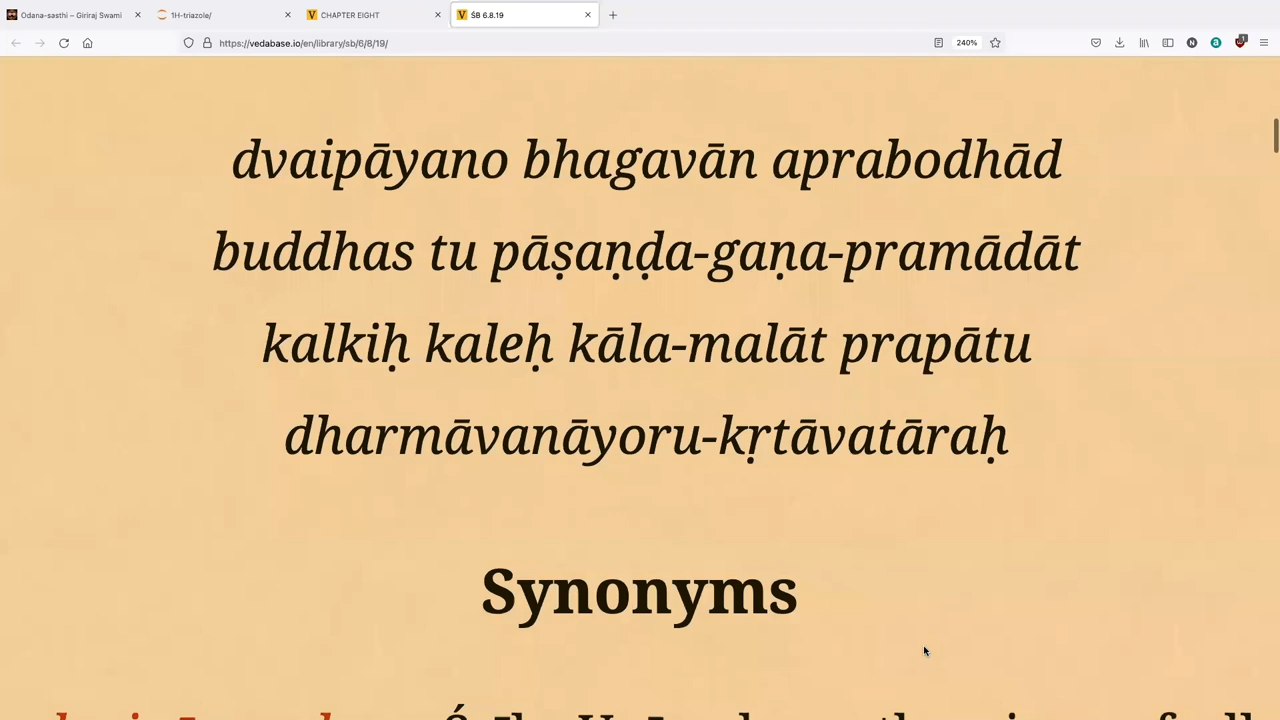 Odana-sasthi – Giriraj Swami
1H-triazole/
CHAPTER EIGHT
ŚB 6.8.19
https://vedabase.io/en/library/sb/6/8/19/
240%
dvaipāyano bhagavān aprabodhād
buddhas tu pāṣaṇḍa-gaṇa-pramādāt
kalkiḥ kaleḥ kāla-malāt prapātu
dharmāvanāyoru-kṛtāvatāraḥ
Synonyms